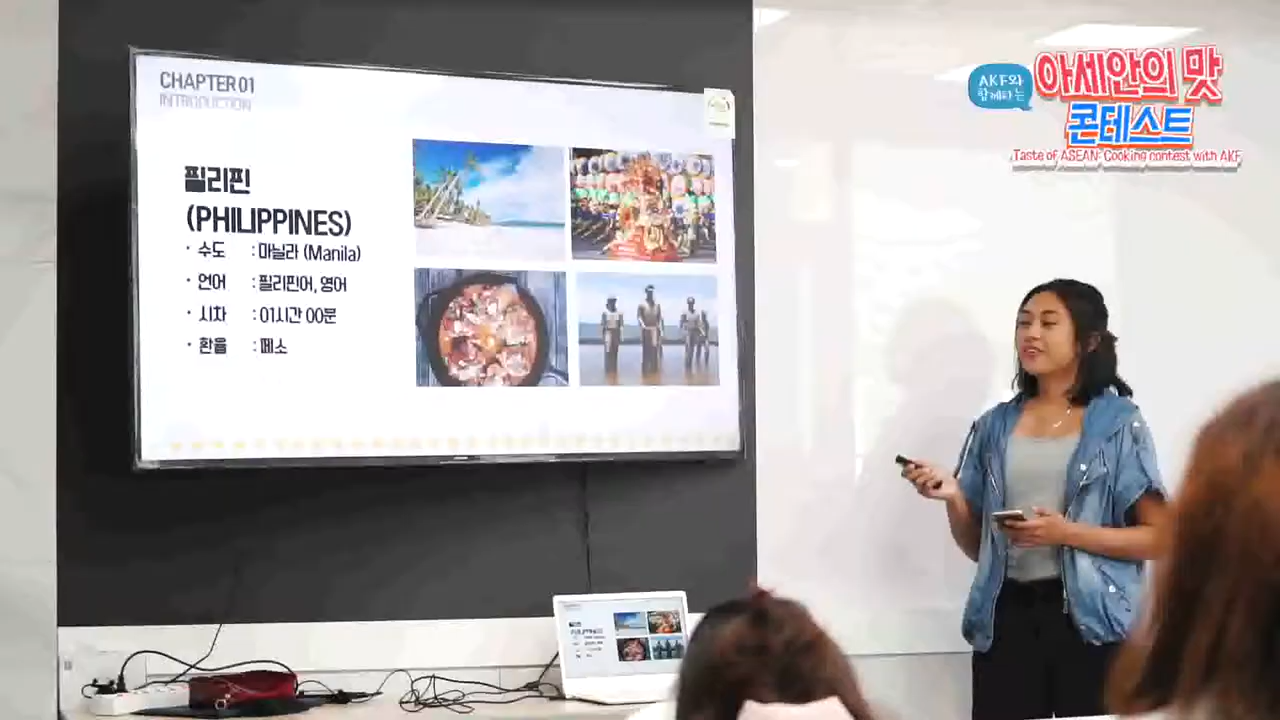 CHAPTER 01
INTRODUCTION
필리핀
(PHILIPPINES)
· 수도 : 마닐라 (Manila)
· 언어 : 필리핀어, 영어
· 시차 : 01시간 00분
· 환율 : 페소
AKF와
함께하는
아세안의 맛
콘테스트
Taste of ASEAN: Cooking contest with AKF